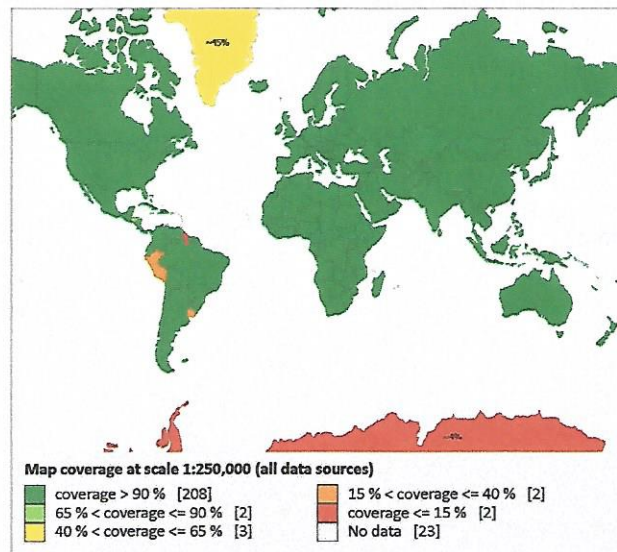 ~45%
Map coverage at scale 1:250,000 (all data sources)
coverage > 90 % [208]
65 % < coverage <= 90 % [2]
40 % < coverage <= 65 % [3]
15 % < coverage <= 40 % [2]
coverage <= 15 % [2]
No data [23]